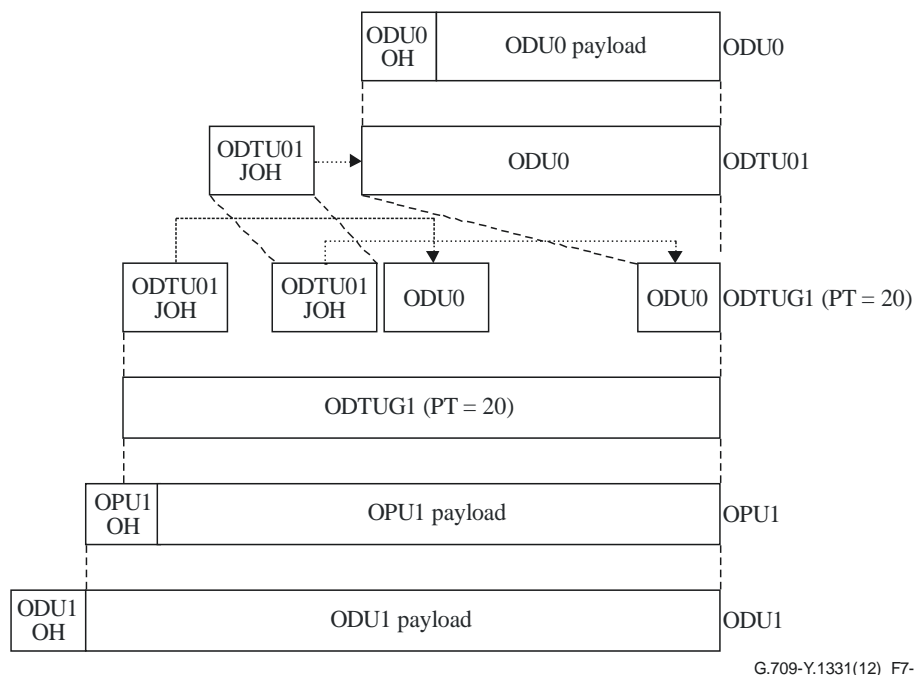 ODU0
OH
ODU0 payload
ODU0
ODTU01
JOH
ODU0
ODTU01
ODTU01
JOH
ODTU01
JOH
ODU0
ODU0
ODTUG1 (PT = 20)
ODTUG1 (PT = 20)
OPU1
OH
OPU1 payload
OPU1
ODU1
OH
ODU1 payload
ODU1
G.709-Y.1331(12)_F7-